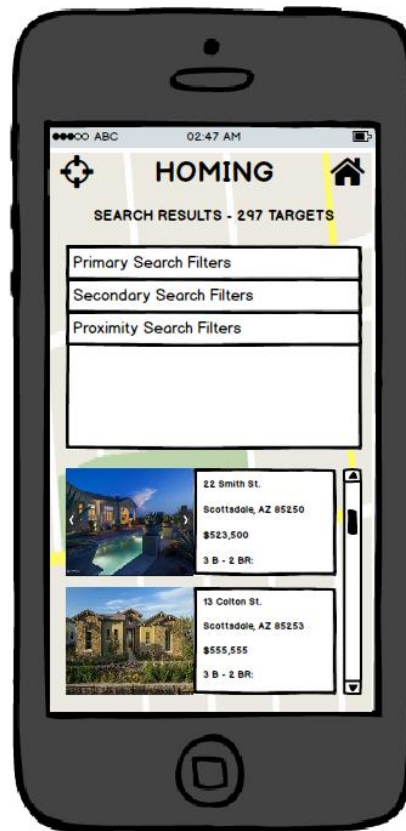 ABC 02:47 AM
HOMING
SEARCH RESULTS - 297 TARGETS
Primary Search Filters
Secondary Search Filters
Proximity Search Filters
22 Smith St.
Scottsdale, AZ 85250
$523,500
3 B - 2 BR:
13 Colton St.
Scottsdale, AZ 85253
$555,555
3 B - 2 BR: